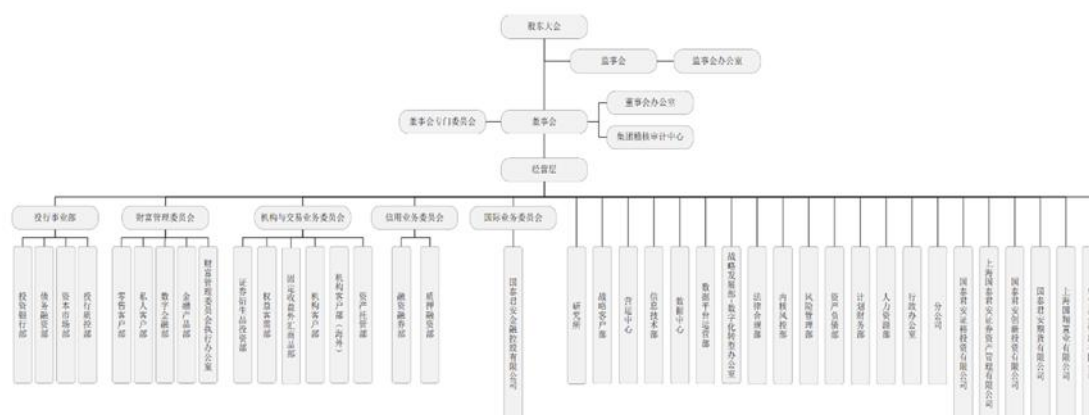 股东大会
监事会
监事会办公室
董事会办公室
董事会专门委员会
董事会
集团稽核审计中心
经营层
投行事业部
财富管理委员会
机构与交易业务委员会
信用业务委员会
国际业务委员会
投资银行部
债务融资部
资本市场部
投行质控部
零售客户部
私人客户部
数字金融部
金融产品部
财富管理委员会执行办公室
证券衍生品投资部
权益客需部
固定收益外汇商品部
机构客户部
机构客户部（海外）
资产托管部
融资融券部
质押融资部
国泰君安金融控股有限公司
研究所
战略客户部
营运中心
信息技术部
数据中心
数据平台运营部
战略发展部-数字化转型办公室
法律合规部
内核风控部
风险管理部
资产负债部
计划财务部
人力资源部
行政办公室
分公司
国泰君安证裕投资有限公司
上海国泰君安证券资产管理有限公司
国泰君安创新投资有限公司
国泰君安期货有限公司
上海国翔置业有限公司